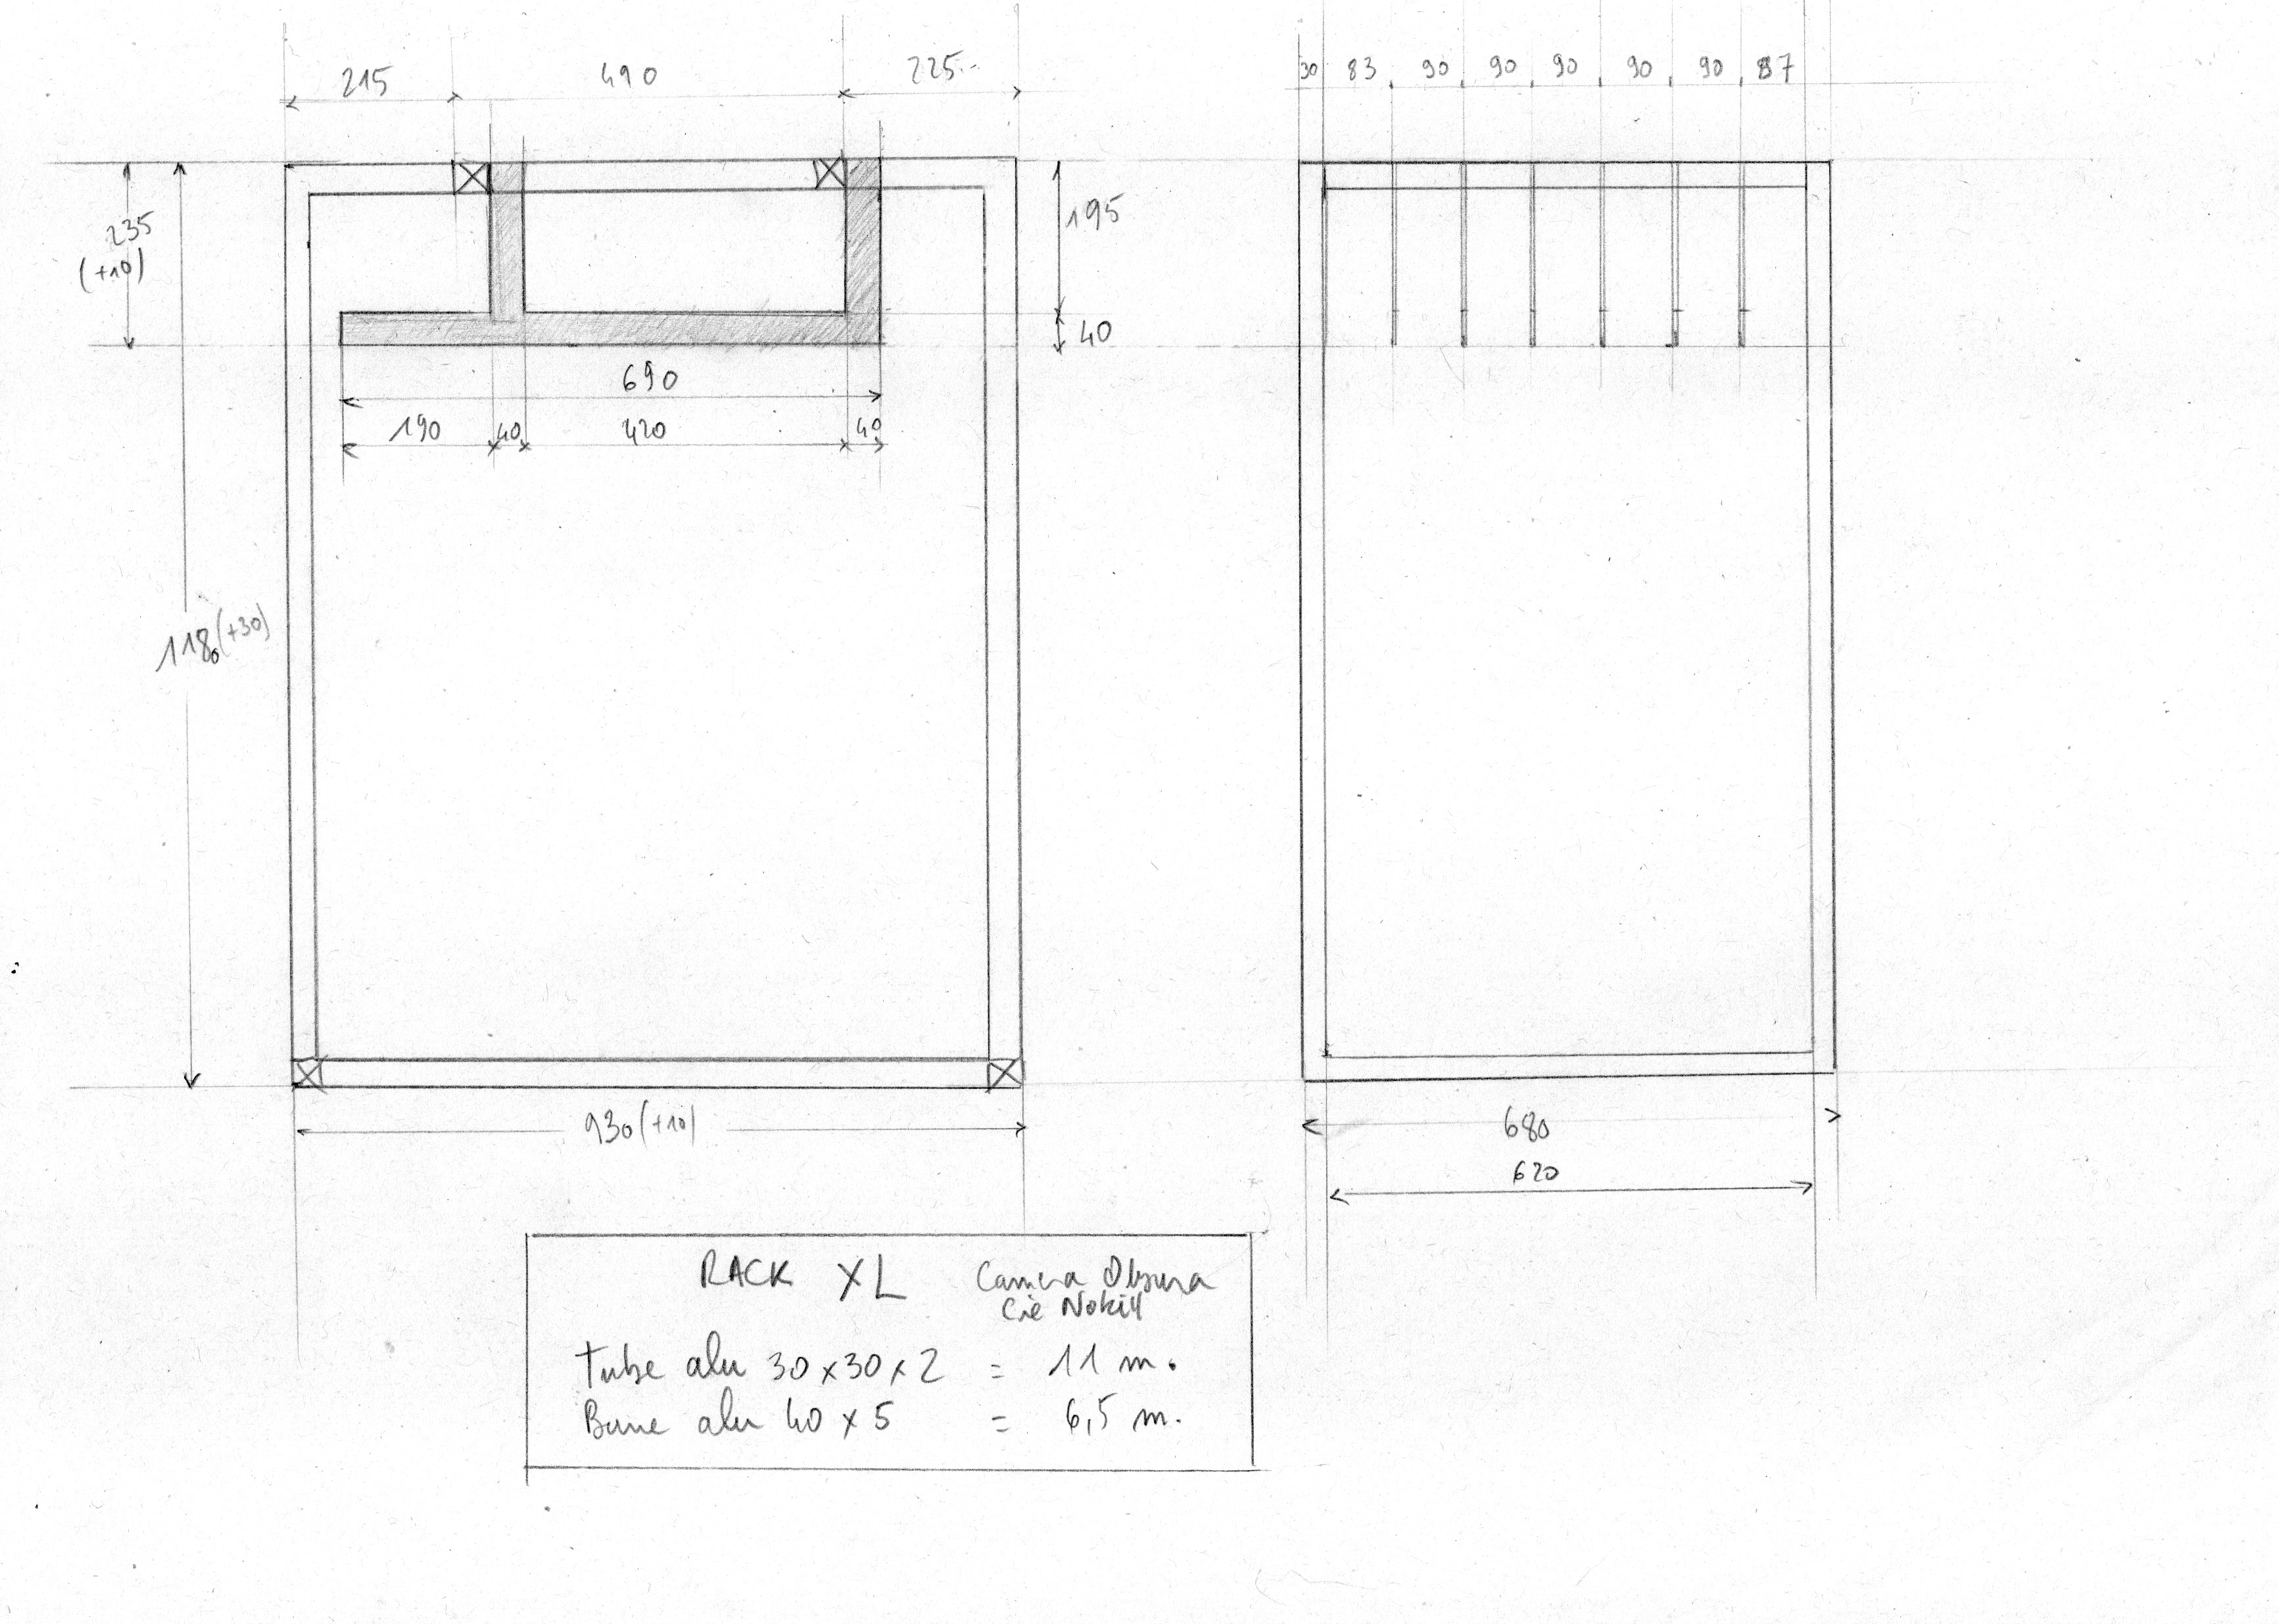 215 490 225
30 83 90 90 90 90 90 87
235
(+10)
195
40
690
190 40 420 40
1180 (+30)
930 (+10)
680
620
RACK XL Camera Obscura
Cie Nokill
Tube alu 30 x 30 x 2 = 11 m.
Barre alu 40 x 5 = 6,5 m.